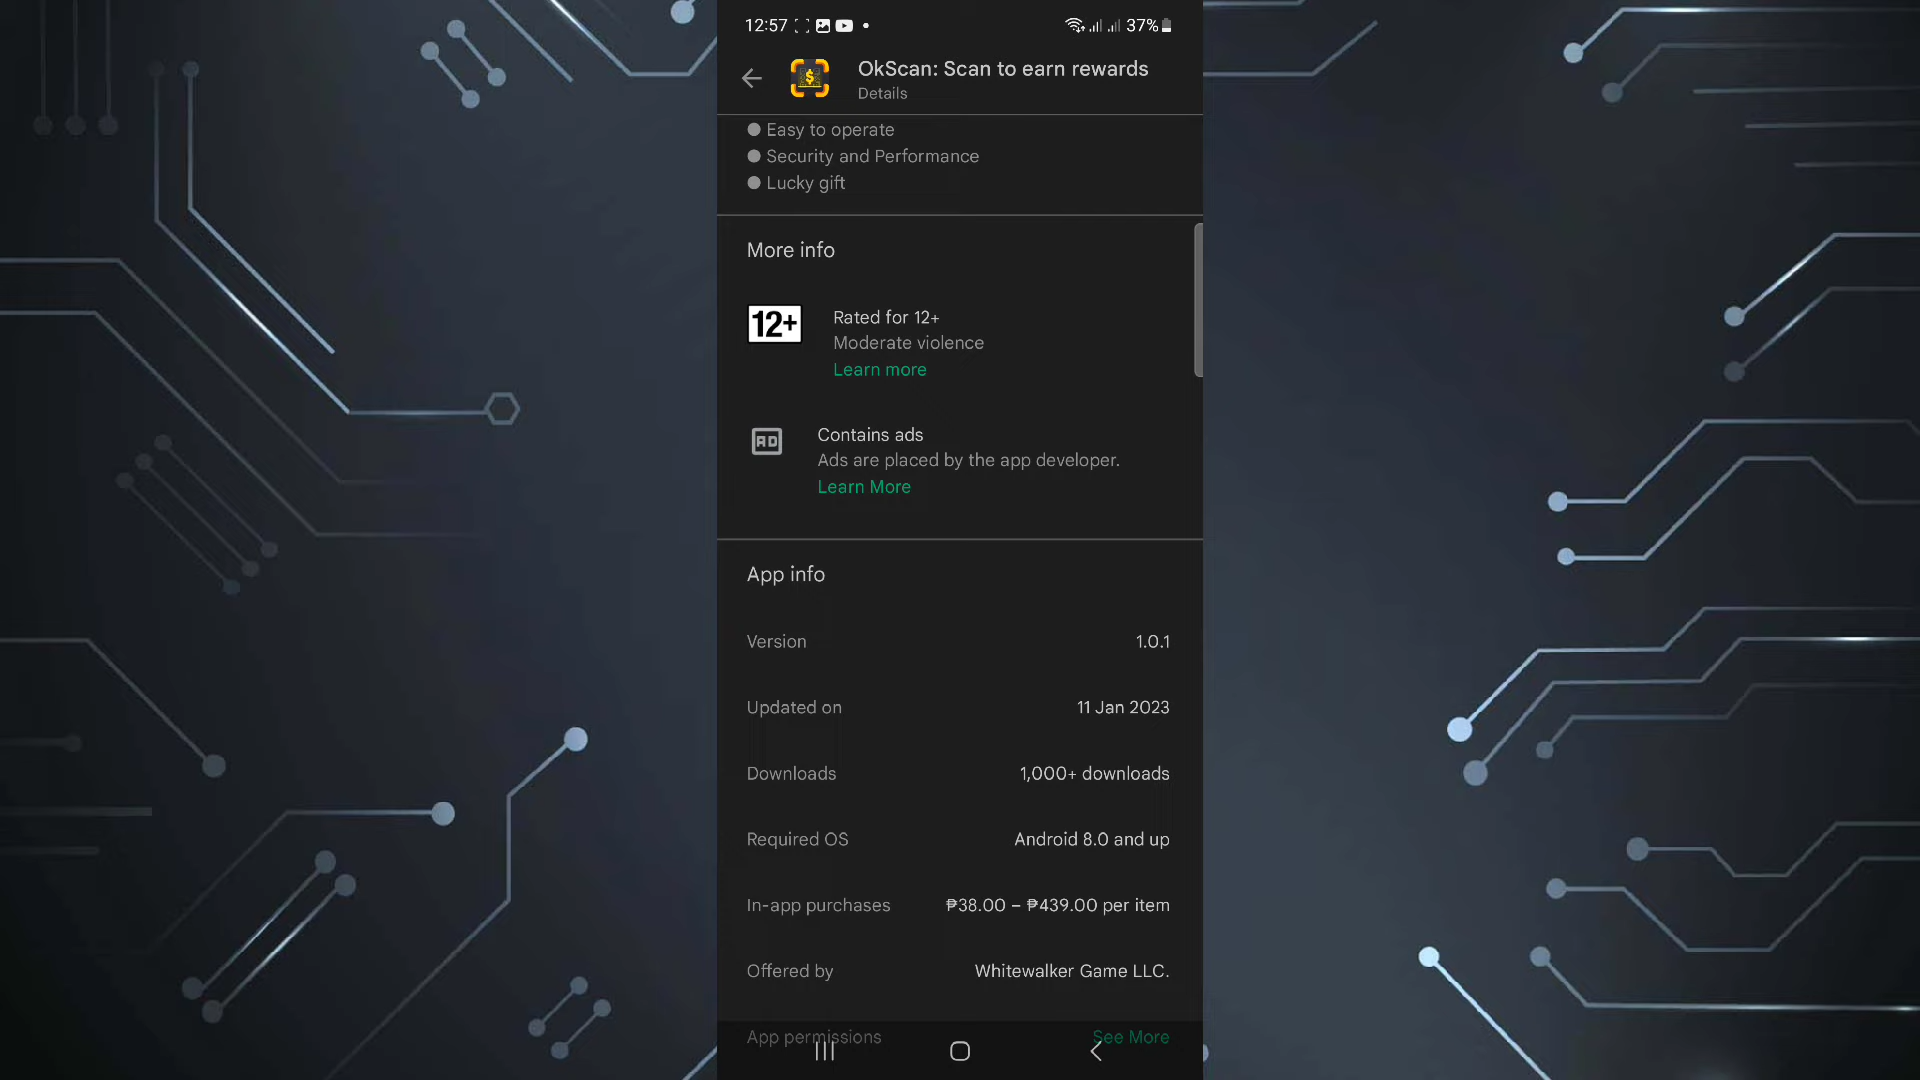 12:57
37%
OkScan: Scan to earn rewards
Details
Easy to operate
Security and Performance
Lucky gift
More info
12+
Rated for 12+
Moderate violence
Learn more
AD
Contains ads
Ads are placed by the app developer.
Learn More
App info
Version 1.0.1
Updated on 11 Jan 2023
Downloads 1,000+ downloads
Required OS Android 8.0 and up
In-app purchases ₱38.00 – ₱439.00 per item
Offered by Whitewalker Game LLC.
App permissions See More